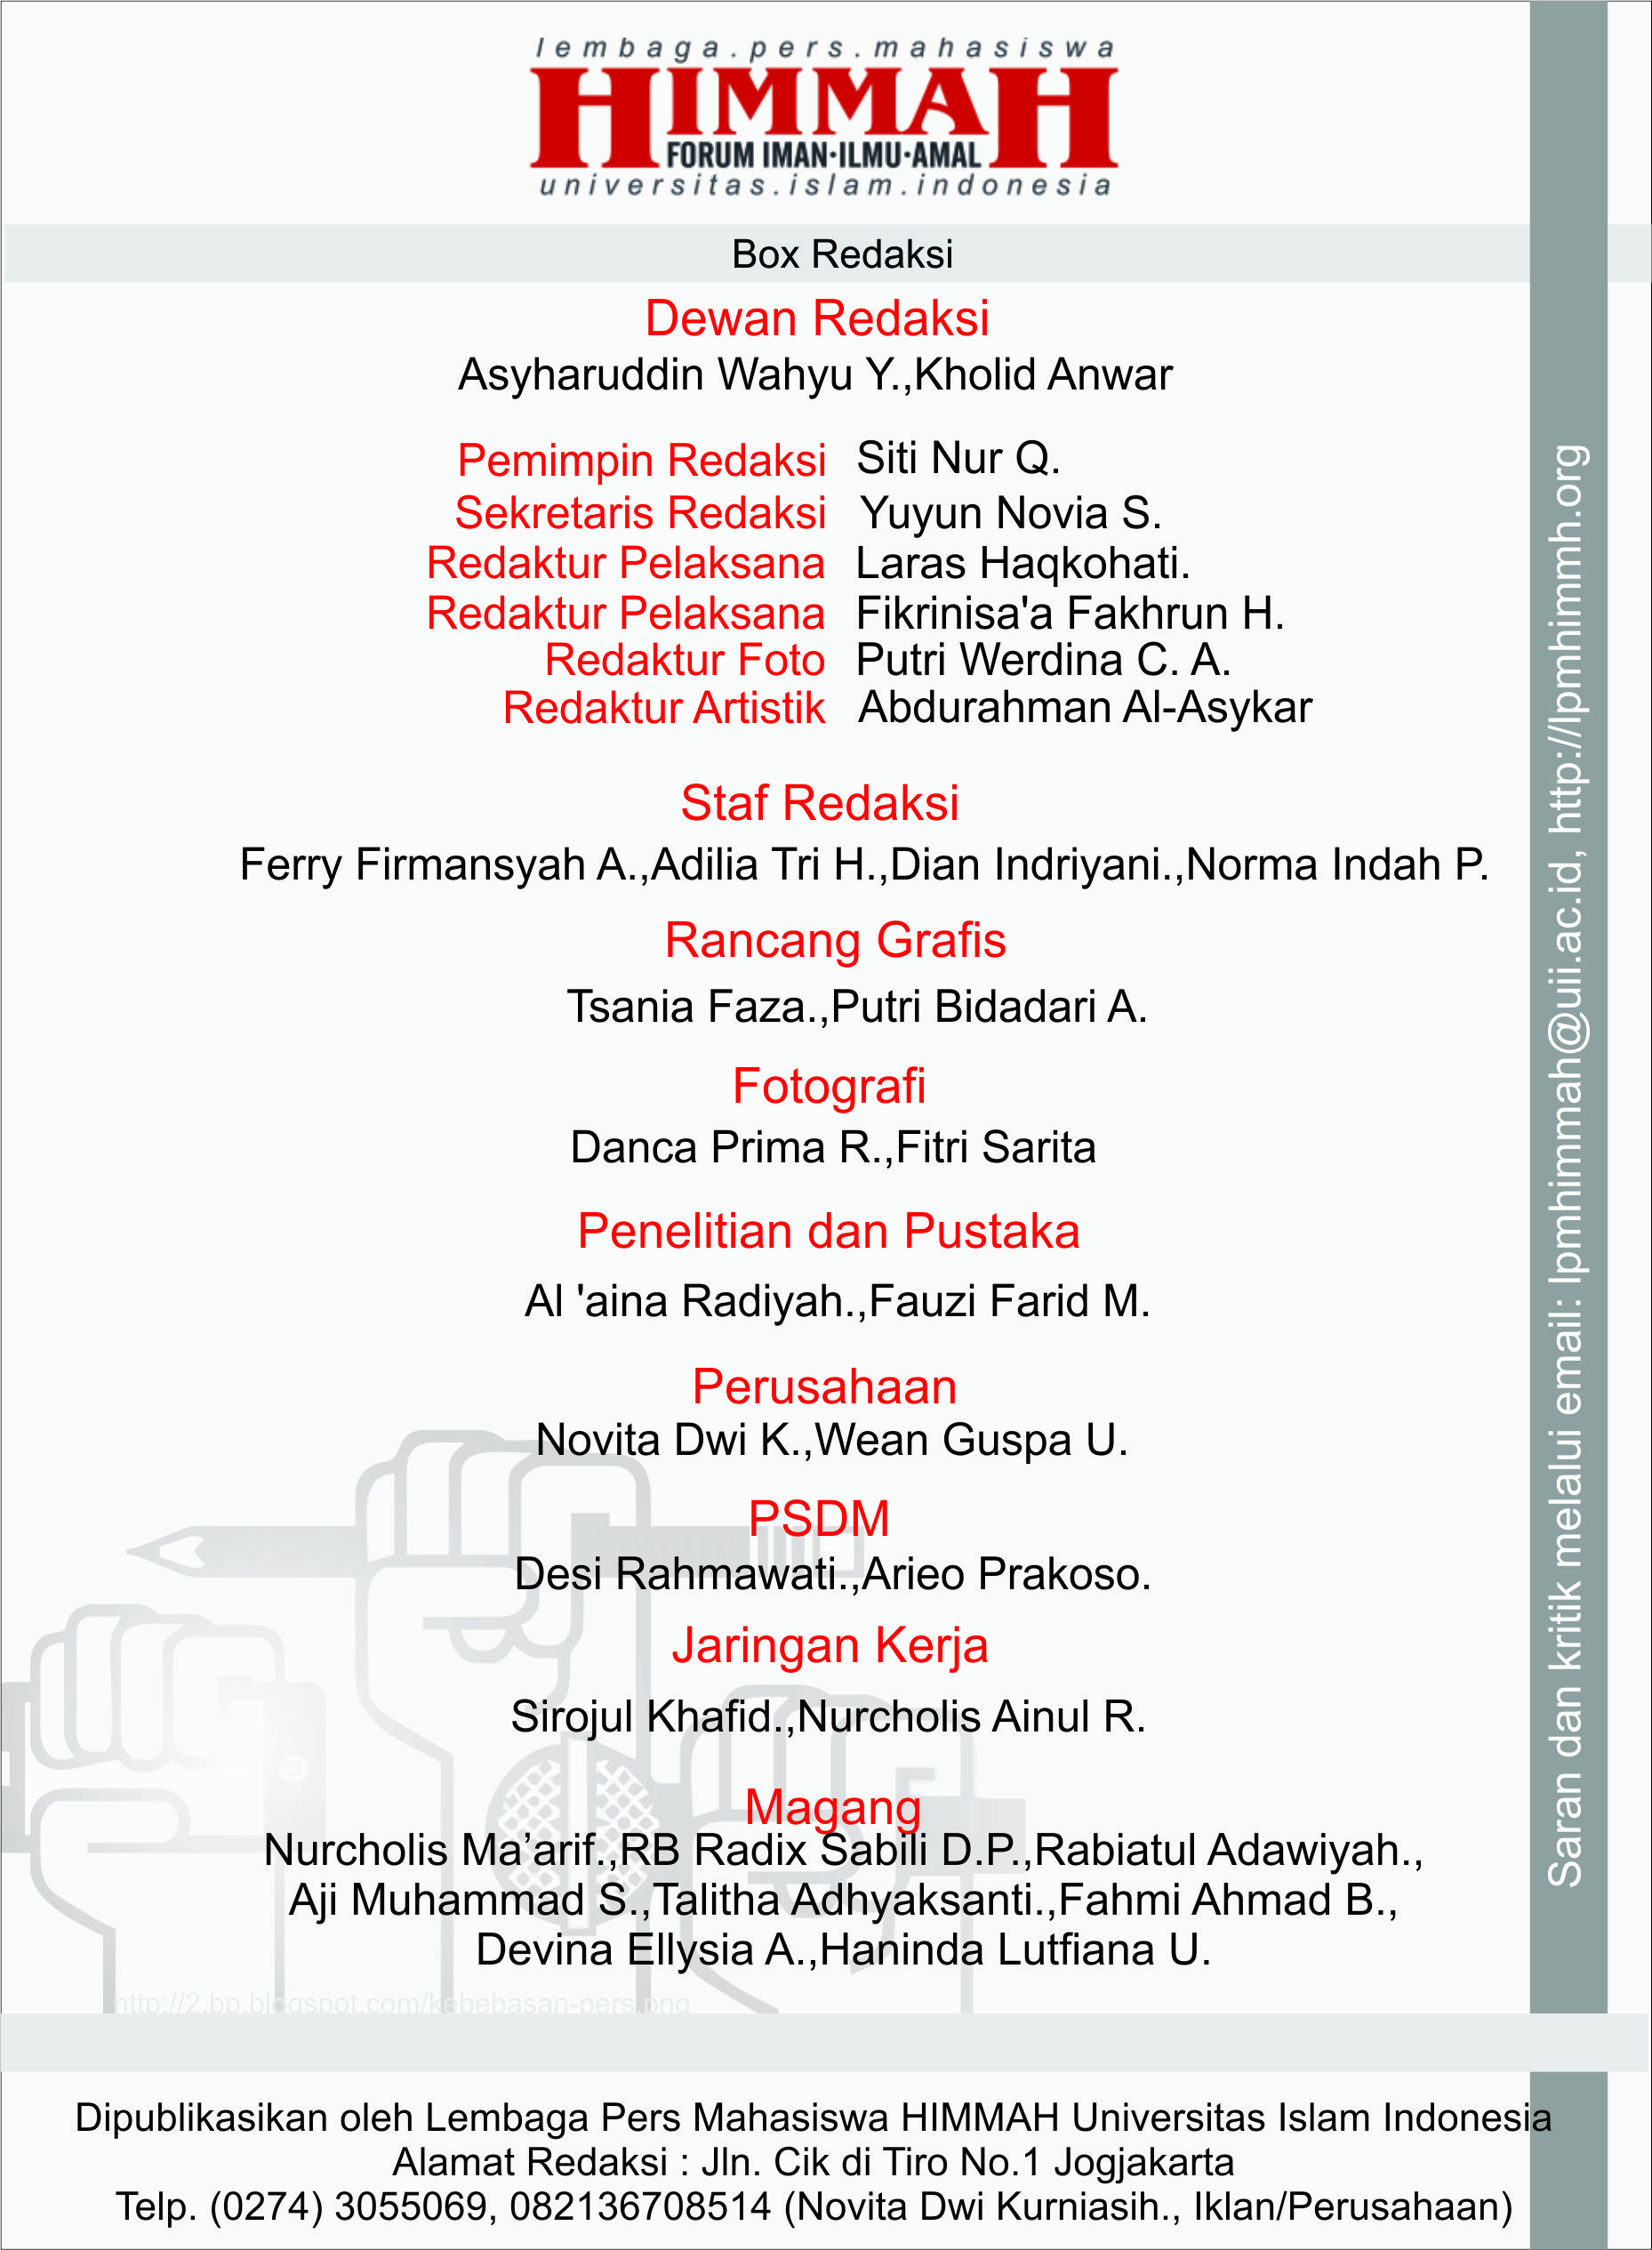 lembaga.pers.mahasiswa
HIMMAH
FORUM IMAN·ILMU·AMAL
universitas.islam.indonesia
Box Redaksi
Dewan Redaksi
Asyharuddin Wahyu Y.,Kholid Anwar
Pemimpin Redaksi Siti Nur Q.
Sekretaris Redaksi Yuyun Novia S.
Redaktur Pelaksana Laras Haqkohati.
Redaktur Pelaksana Fikrinisa'a Fakhrun H.
Redaktur Foto Putri Werdina C. A.
Redaktur Artistik Abdurahman Al-Asykar
Staf Redaksi
Ferry Firmansyah A.,Adilia Tri H.,Dian Indriyani.,Norma Indah P.
Rancang Grafis
Tsania Faza.,Putri Bidadari A.
Fotografi
Danca Prima R.,Fitri Sarita
Penelitian dan Pustaka
Al 'aina Radiyah.,Fauzi Farid M.
Perusahaan
Novita Dwi K.,Wean Guspa U.
PSDM
Desi Rahmawati.,Arieo Prakoso.
Jaringan Kerja
Sirojul Khafid.,Nurcholis Ainul R.
Magang
Nurcholis Ma’arif.,RB Radix Sabili D.P.,Rabiatul Adawiyah.,
Aji Muhammad S.,Talitha Adhyaksanti.,Fahmi Ahmad B.,
Devina Ellysia A.,Haninda Lutfiana U.
http://2.bp.blogspot.com/kebebasan-pers.png
Dipublikasikan oleh Lembaga Pers Mahasiswa HIMMAH Universitas Islam Indonesia
Alamat Redaksi : Jln. Cik di Tiro No.1 Jogjakarta
Telp. (0274) 3055069, 082136708514 (Novita Dwi Kurniasih., Iklan/Perusahaan)
Saran dan kritik melalui email: lpmhimmah@uii.ac.id, http://lpmhimmh.org